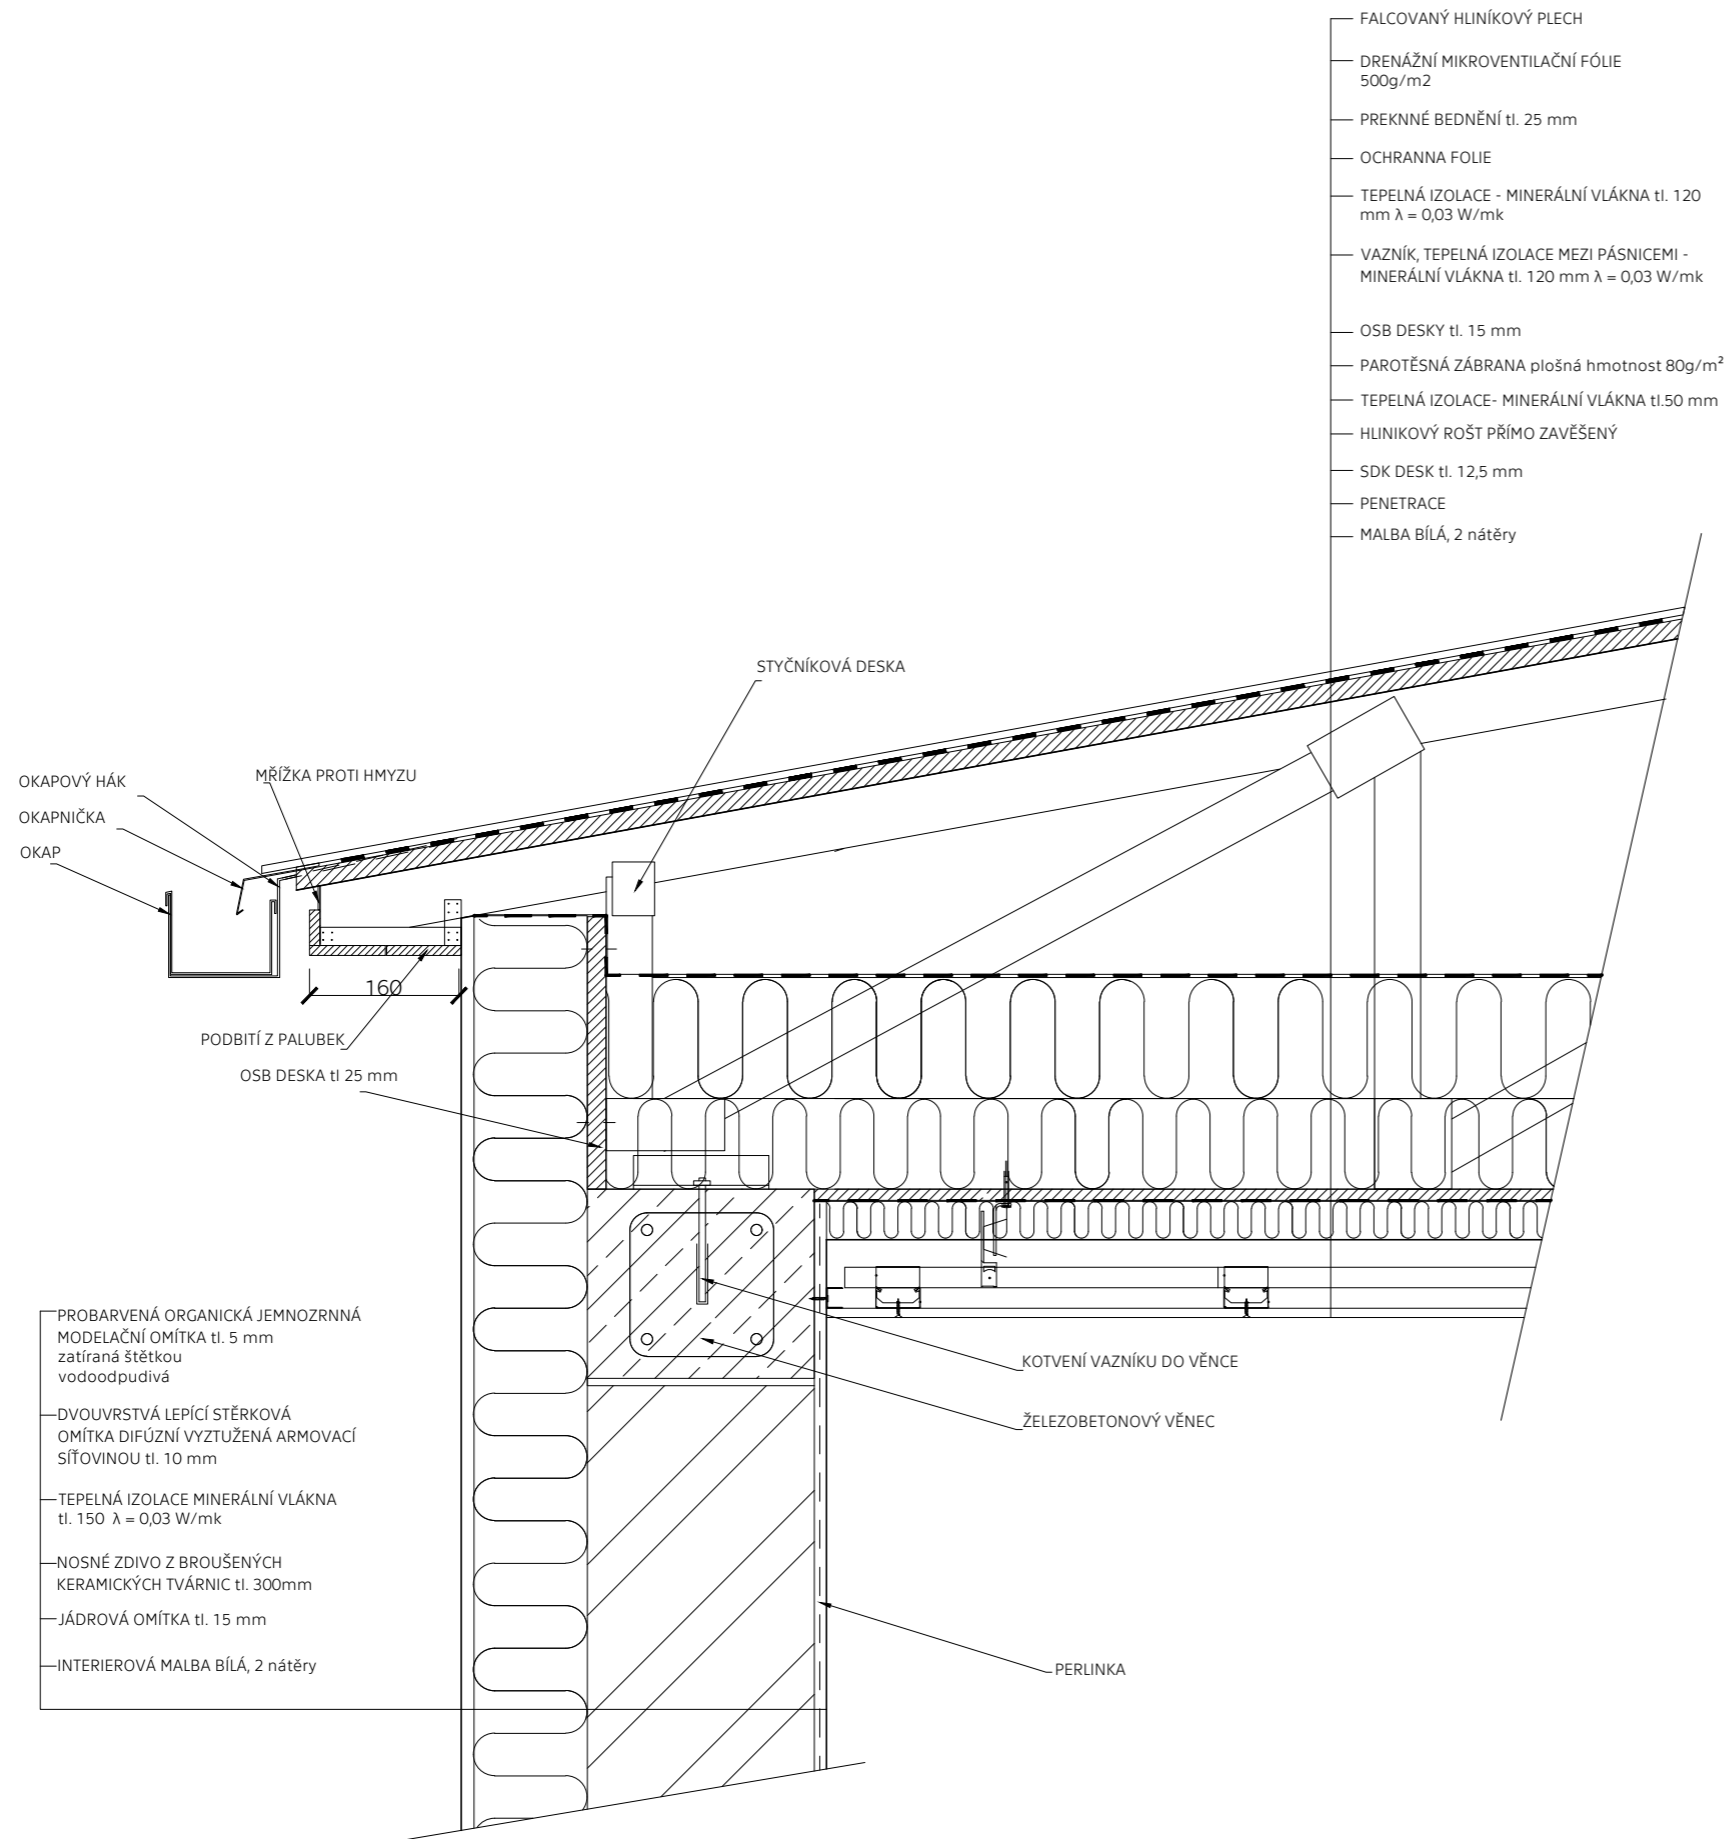 FALCOVANÝ HLINÍKOVÝ PLECH
DRENÁŽNÍ MIKROVENTILAČNÍ FÓLIE
500g/m2
PREKNNÉ BEDNĚNÍ tl. 25 mm
OCHRANNA FOLIE
TEPELNÁ IZOLACE - MINERÁLNÍ VLÁKNA tl. 120
mm λ = 0,03 W/mk
VAZNÍK, TEPELNÁ IZOLACE MEZI PÁSNICEMI -
MINERÁLNÍ VLÁKNA tl. 120 mm λ = 0,03 W/mk
OSB DESKY tl. 15 mm
PAROTĚSNÁ ZÁBRANA plošná hmotnost 80g/m²
TEPELNÁ IZOLACE- MINERÁLNÍ VLÁKNA tl.50 mm
HLINIKOVÝ ROŠT PŘÍMO ZAVĚŠENÝ
SDK DESK tl. 12,5 mm
PENETRACE
MALBA BÍLÁ, 2 nátěry
STYČNÍKOVÁ DESKA
MŘÍŽKA PROTI HMYZU
OKAPOVÝ HÁK
OKAPNIČKA
OKAP
160
PODBITÍ Z PALUBEK
OSB DESKA tl 25 mm
PROBARVENÁ ORGANICKÁ JEMNOZRNNÁ
MODELAČNÍ OMÍTKA tl. 5 mm
zatíraná štětkou
vodoodpudivá
DVOUVRSTVÁ LEPÍCÍ STĚRKOVÁ
OMÍTKA DIFÚZNÍ VYZTUŽENÁ ARMOVACÍ
SÍŤOVINOU tl. 10 mm
TEPELNÁ IZOLACE MINERÁLNÍ VLÁKNA
tl. 150 λ = 0,03 W/mk
NOSNÉ ZDIVO Z BROUŠENÝCH
KERAMICKÝCH TVÁRNIC tl. 300mm
JÁDROVÁ OMÍTKA tl. 15 mm
INTERIEROVÁ MALBA BÍLÁ, 2 nátěry
KOTVENÍ VAZNÍKU DO VĚNCE
ŽELEZOBETONOVÝ VĚNEC
PERLINKA